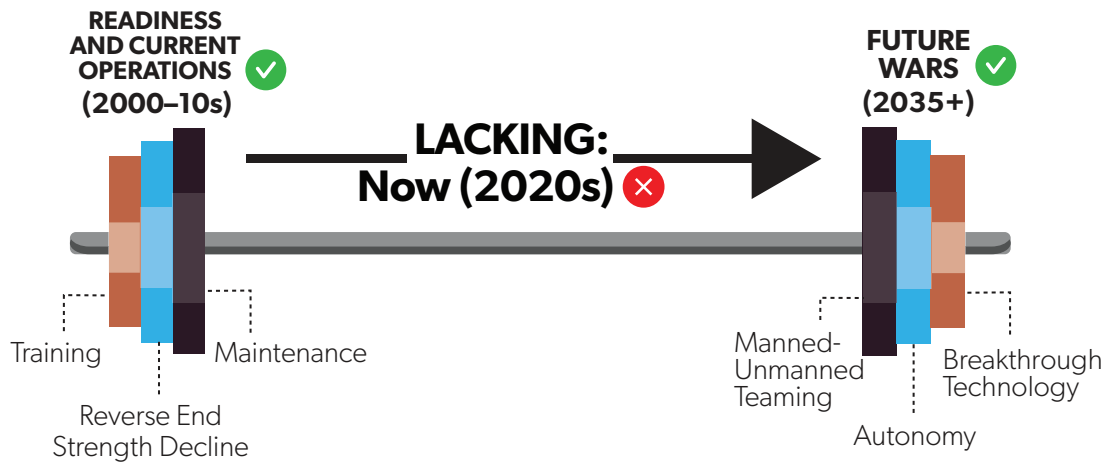 READINESS
AND CURRENT
OPERATIONS
(2000–10s)
FUTURE
WARS
(2035+)
LACKING:
Now (2020s)
Training
Maintenance
Reverse End
Strength Decline
Manned-
Unmanned
Teaming
Breakthrough
Technology
Autonomy